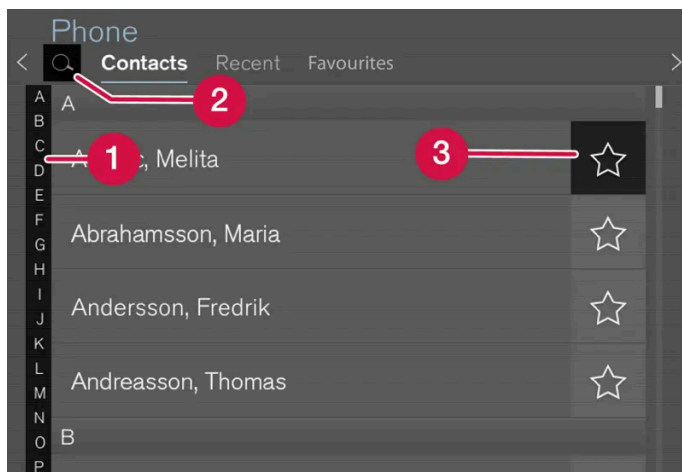 Phone
Contacts Recent Favourites
2
A
B
C
D
E
F
G
H
I
J
K
L
M
N
O
P
A
1
Melita
3
Abrahamsson, Maria
Andersson, Fredrik
Andreasson, Thomas
B